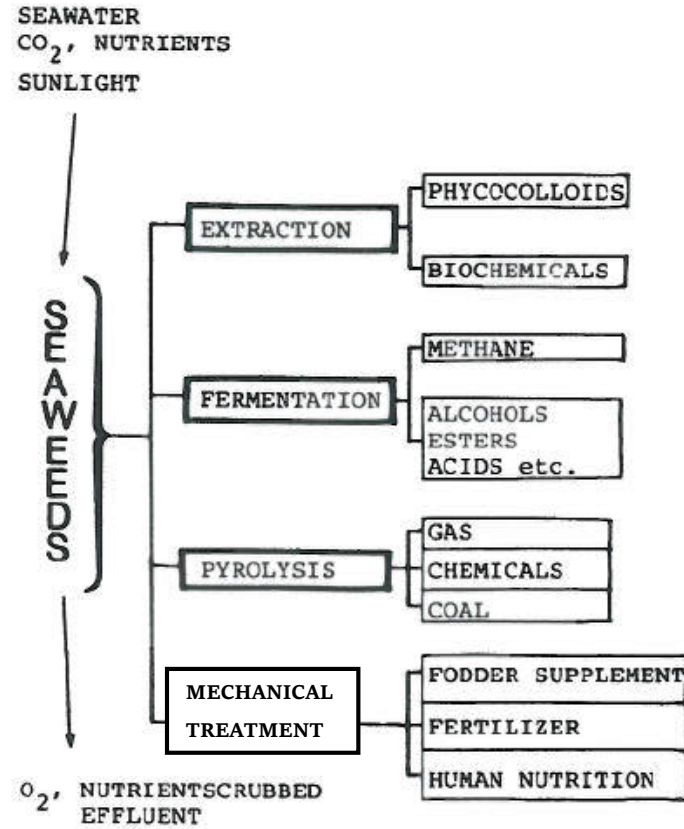 SEAWATER
CO2, NUTRIENTS
SUNLIGHT
SEAWEEDS
EXTRACTION
PHYCOCOLLOIDS
BIOCHEMICALS
FERMENTATION
METHANE
ALCOHOLS
ESTERS
ACIDS etc.
PYROLYSIS
GAS
CHEMICALS
COAL
MECHANICAL
TREATMENT
FODDER SUPPLEMENT
FERTILIZER
HUMAN NUTRITION
O2, NUTRIENTSCRUBBED
EFFLUENT